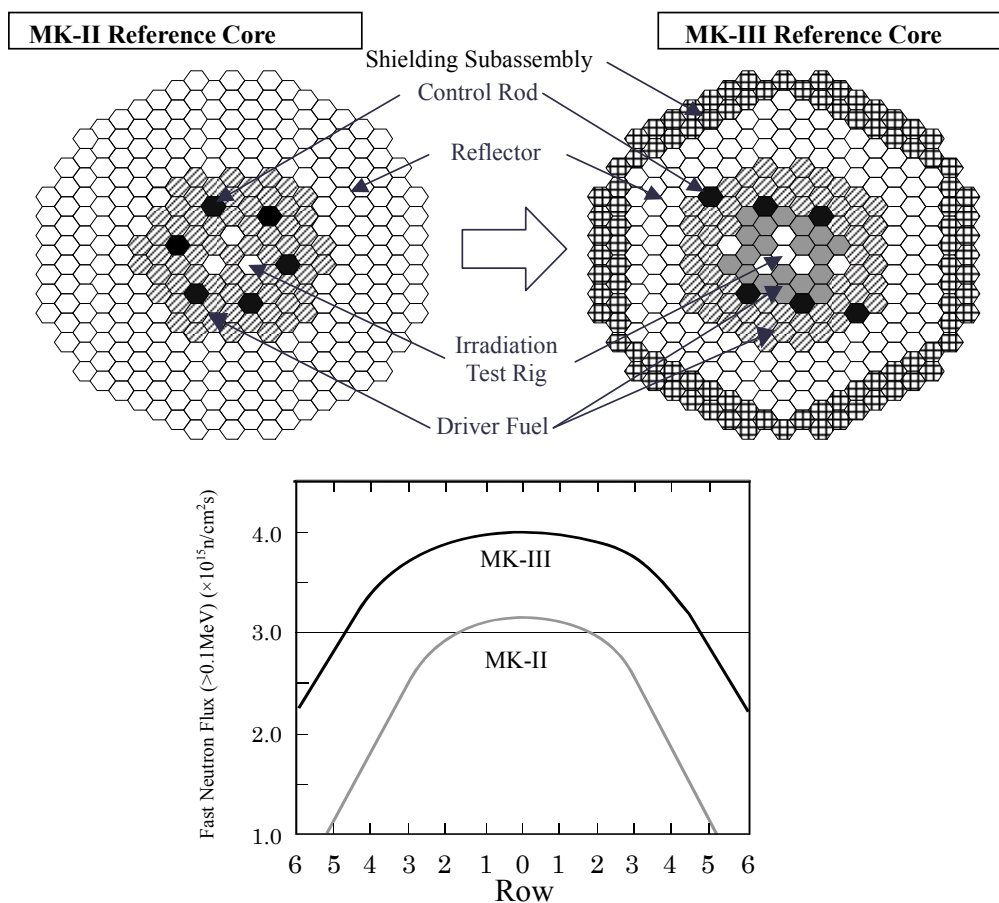 MK-II Reference Core
MK-III Reference Core
Shielding Subassembly
Control Rod
Reflector
Irradiation
Test Rig
Driver Fuel
Fast Neutron Flux (>0.1MeV) (×10¹⁵n/cm²s)
4.0
3.0
2.0
1.0
MK-III
MK-II
6 5 4 3 2 1 0 1 2 3 4 5 6
Row